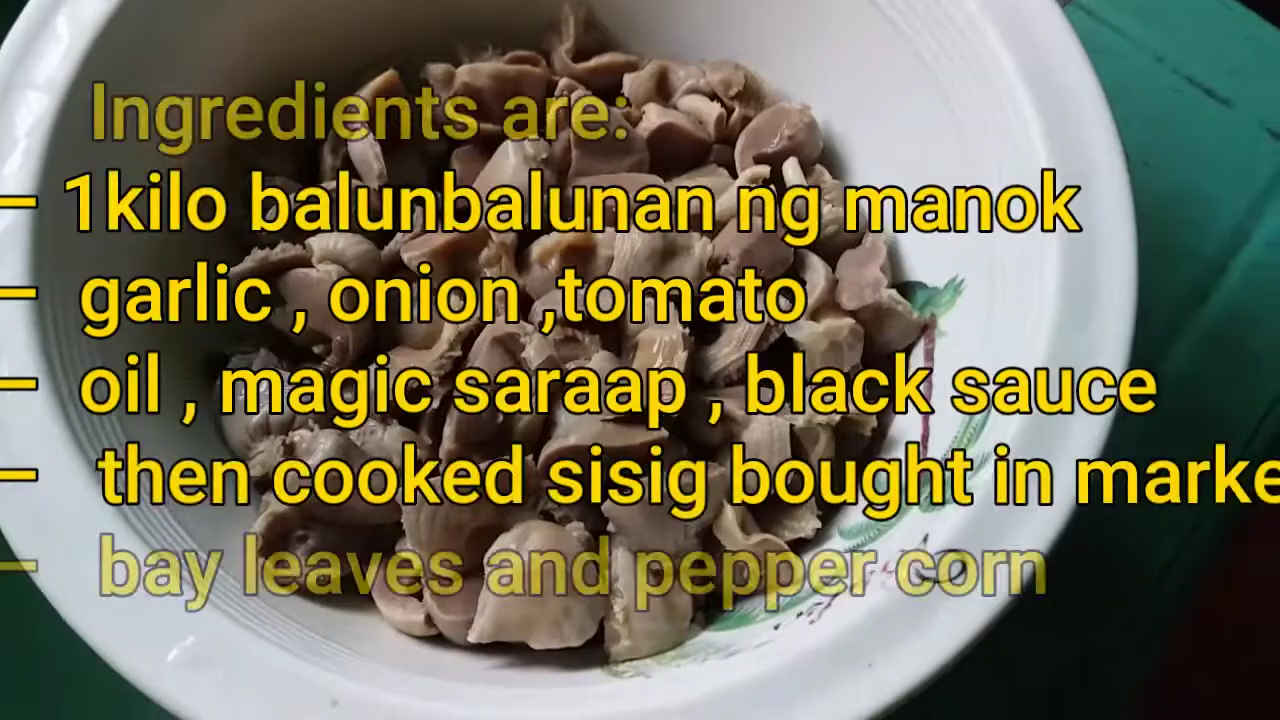 Ingredients are:
– 1kilo balunbalunan ng manok
– garlic , onion ,tomato
– oil , magic saraap , black sauce
– then cooked sisig bought in marke
– bay leaves and pepper corn